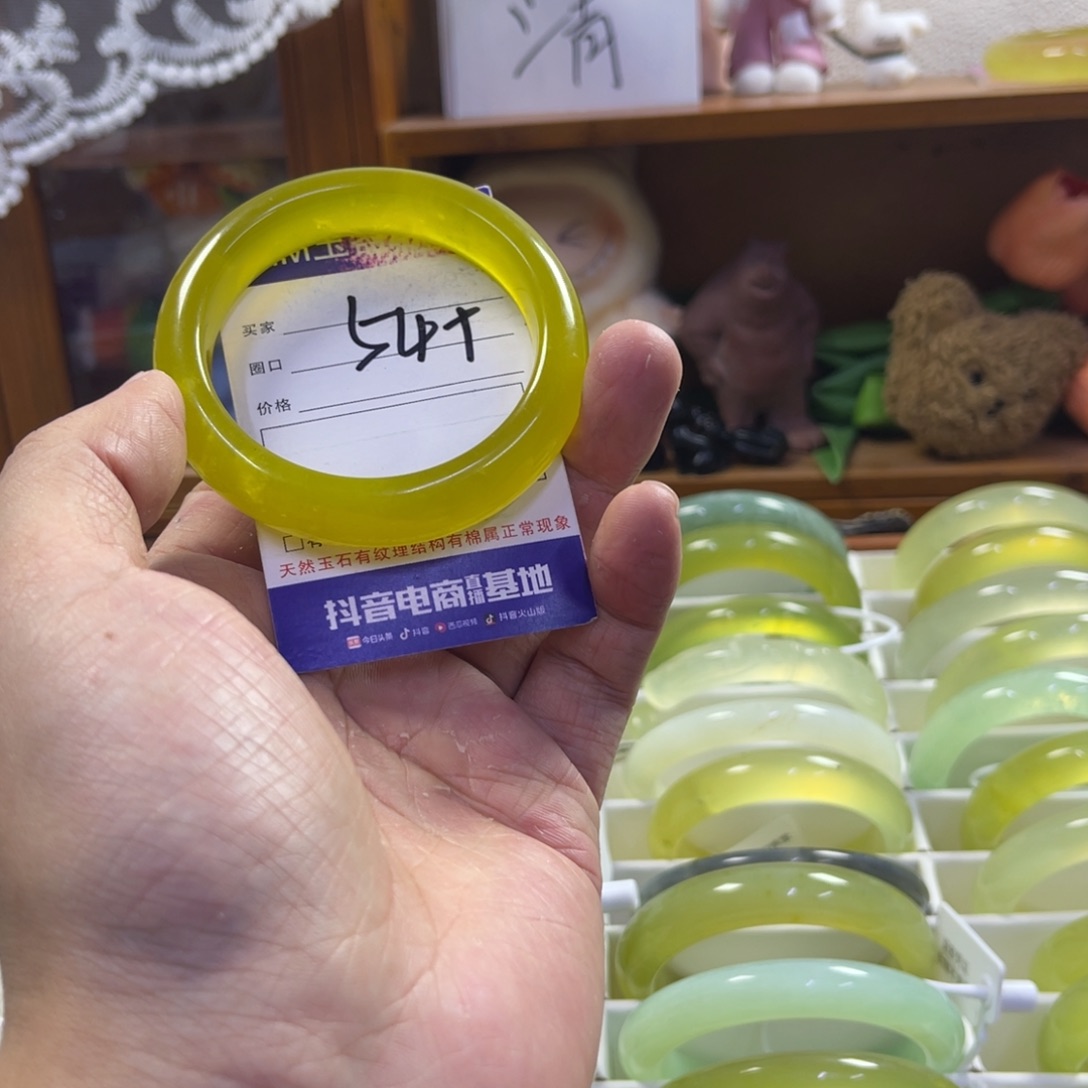 清
买家
54+
圈口
价格
天然玉石有纹理结构有棉属正常现象
抖音电商直播基地
今日头条 抖音 西瓜视频 抖音火山版